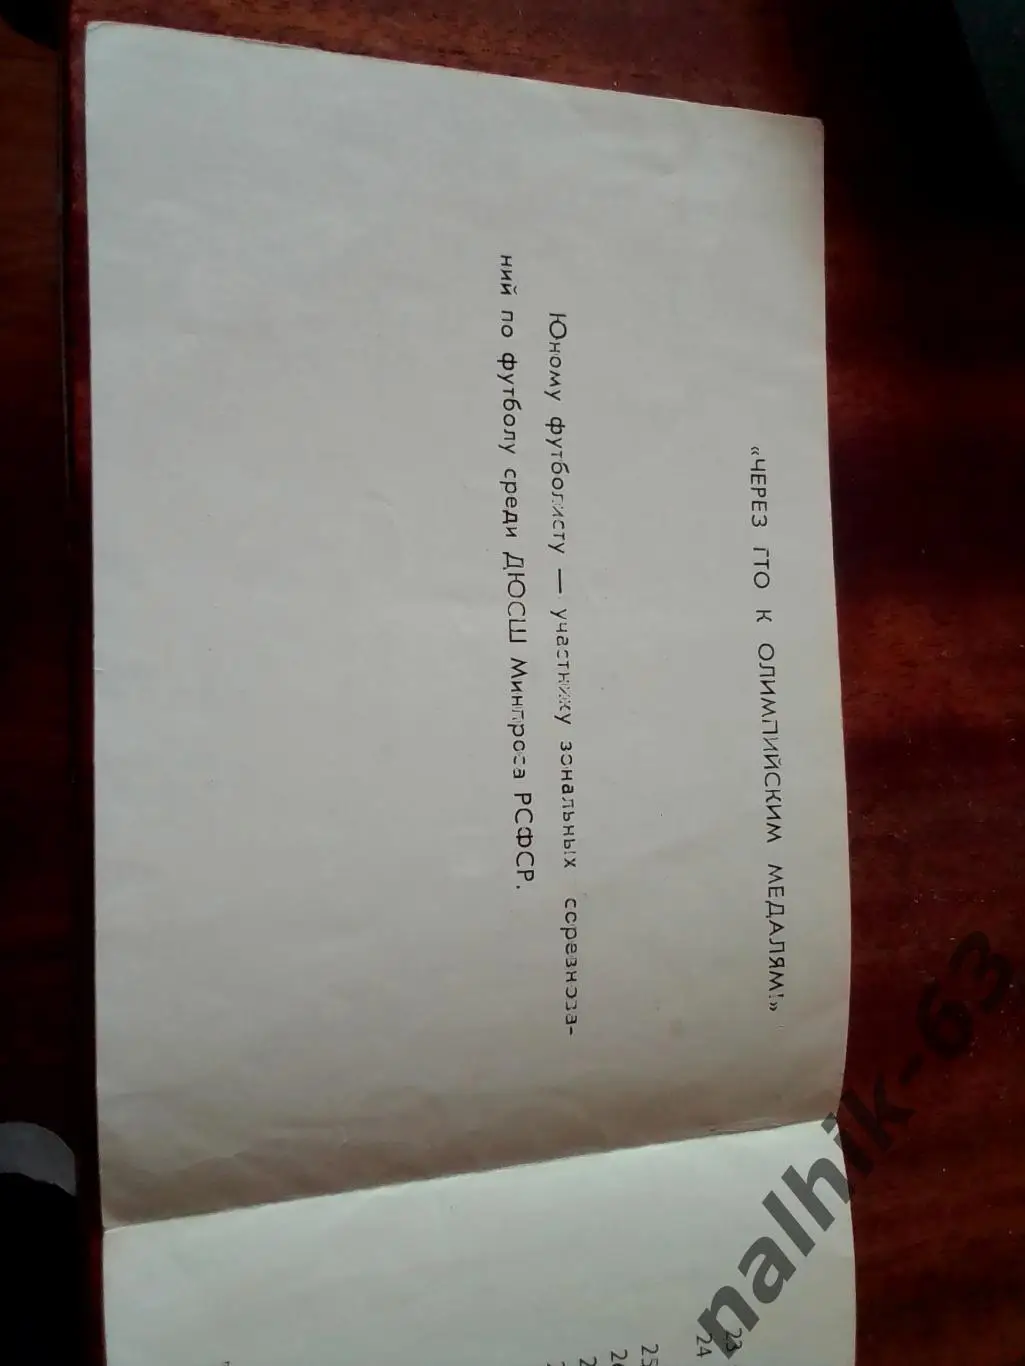 «ЧЕРЕЗ ГТО К ОЛИМПИЙСКИМ МЕДАЛЯМ!»
Юному футболисту — участнику зональных соревнова-
ний по футболу среди ДЮСШ Минпроса РСФСР.
23
24
25
nalhik-63